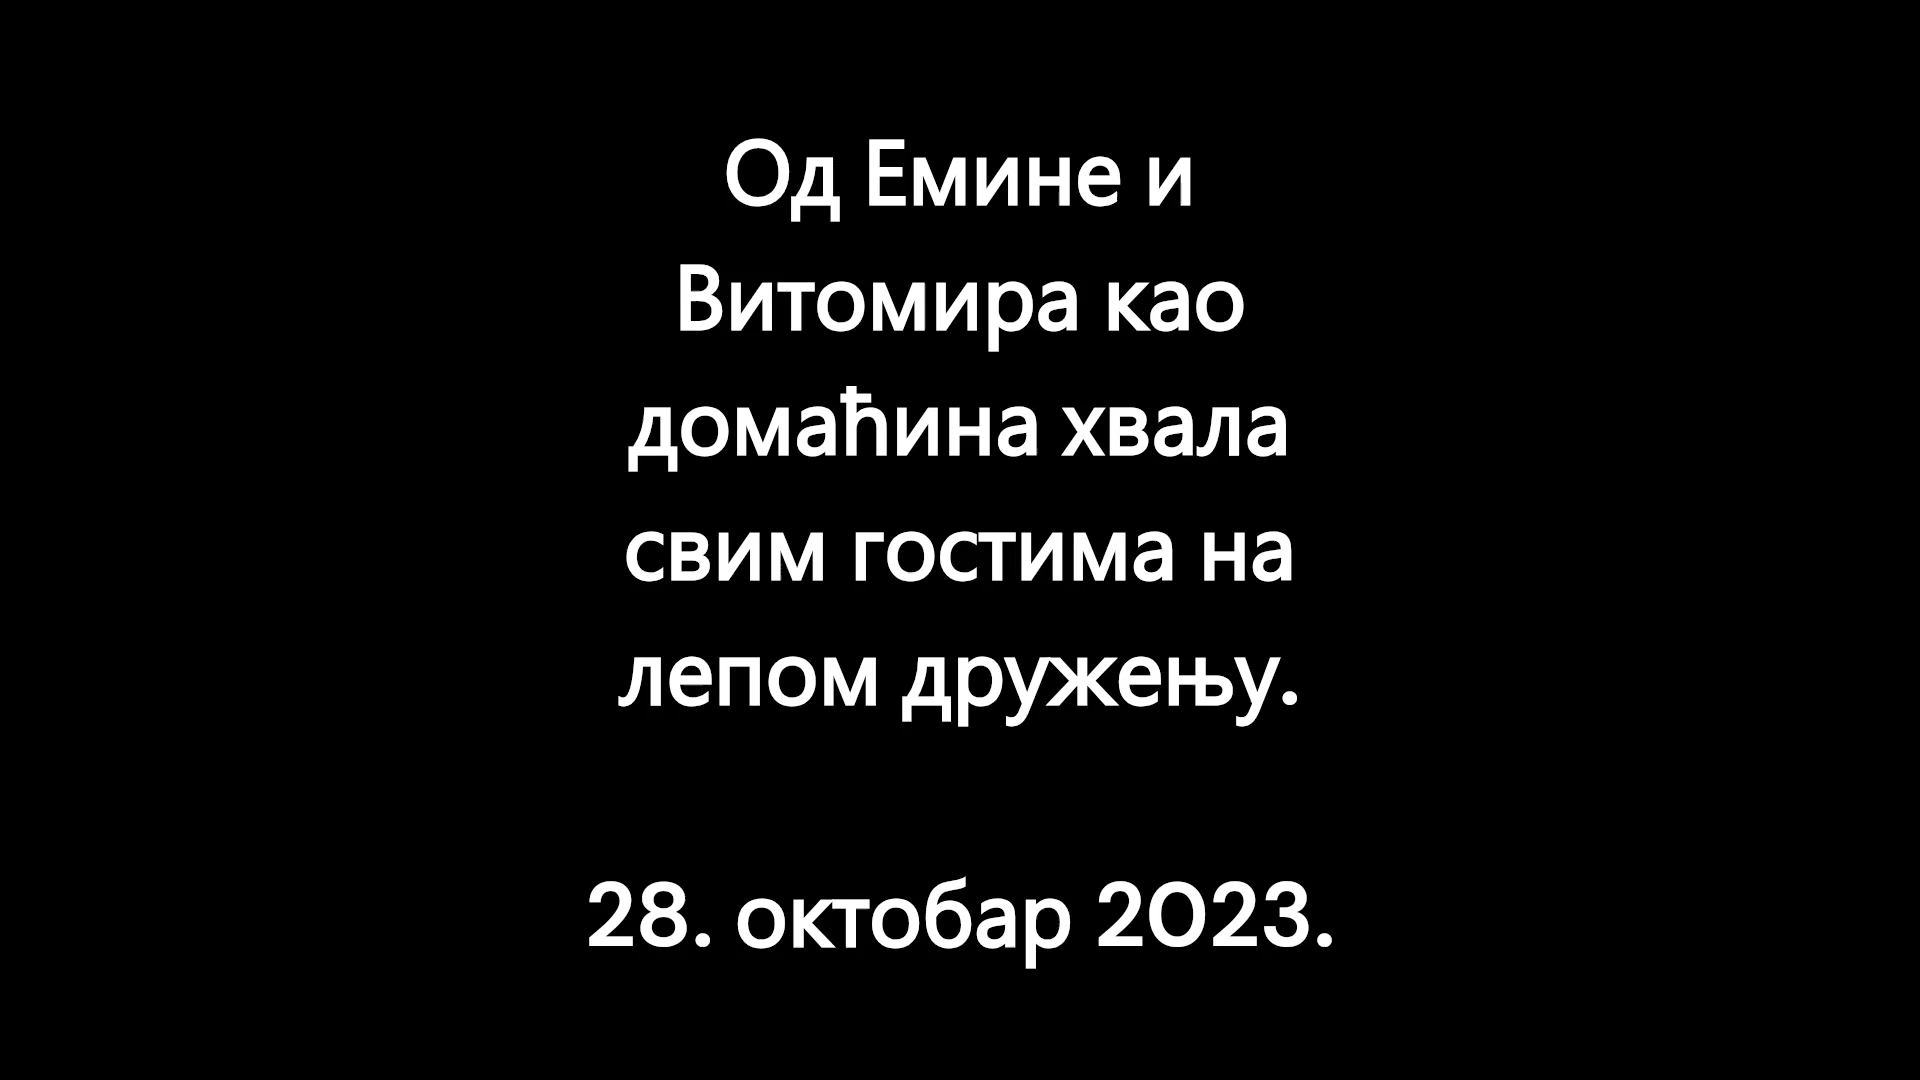 Од Емине и
Витомира као
домаћина хвала
свим гостима на
лепом дружењу.
28. октобар 2023.